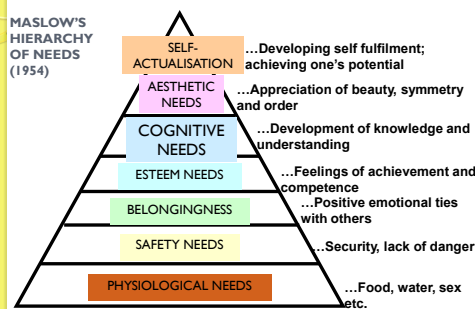 MASLOW'S
HIERARCHY
OF NEEDS
(1954)
SELF-
ACTUALISATION
…Developing self fulfilment;
achieving one's potential
AESTHETIC
NEEDS
…Appreciation of beauty, symmetry
and order
COGNITIVE
NEEDS
…Development of knowledge and
understanding
ESTEEM NEEDS
…Feelings of achievement and
competence
BELONGINGNESS
…Positive emotional ties
with others
SAFETY NEEDS
…Security, lack of danger
PHYSIOLOGICAL NEEDS
…Food, water, sex
etc.